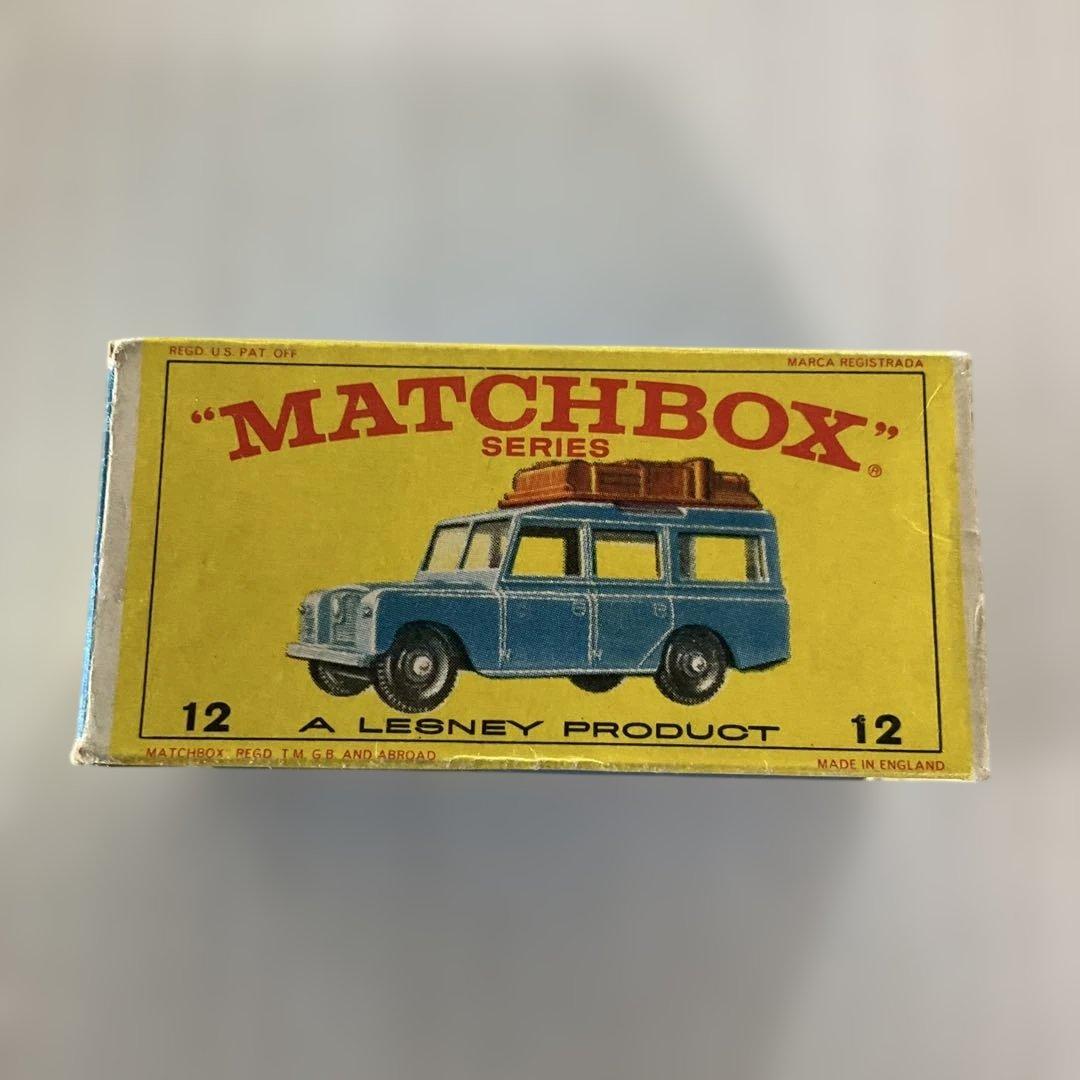 REGD. U.S. PAT. OFF
MARCA REGISTRADA
"MATCHBOX"®
SERIES
12 A LESNEY PRODUCT 12
MATCHBOX REGD. T.M. G.B. AND ABROAD
MADE IN ENGLAND